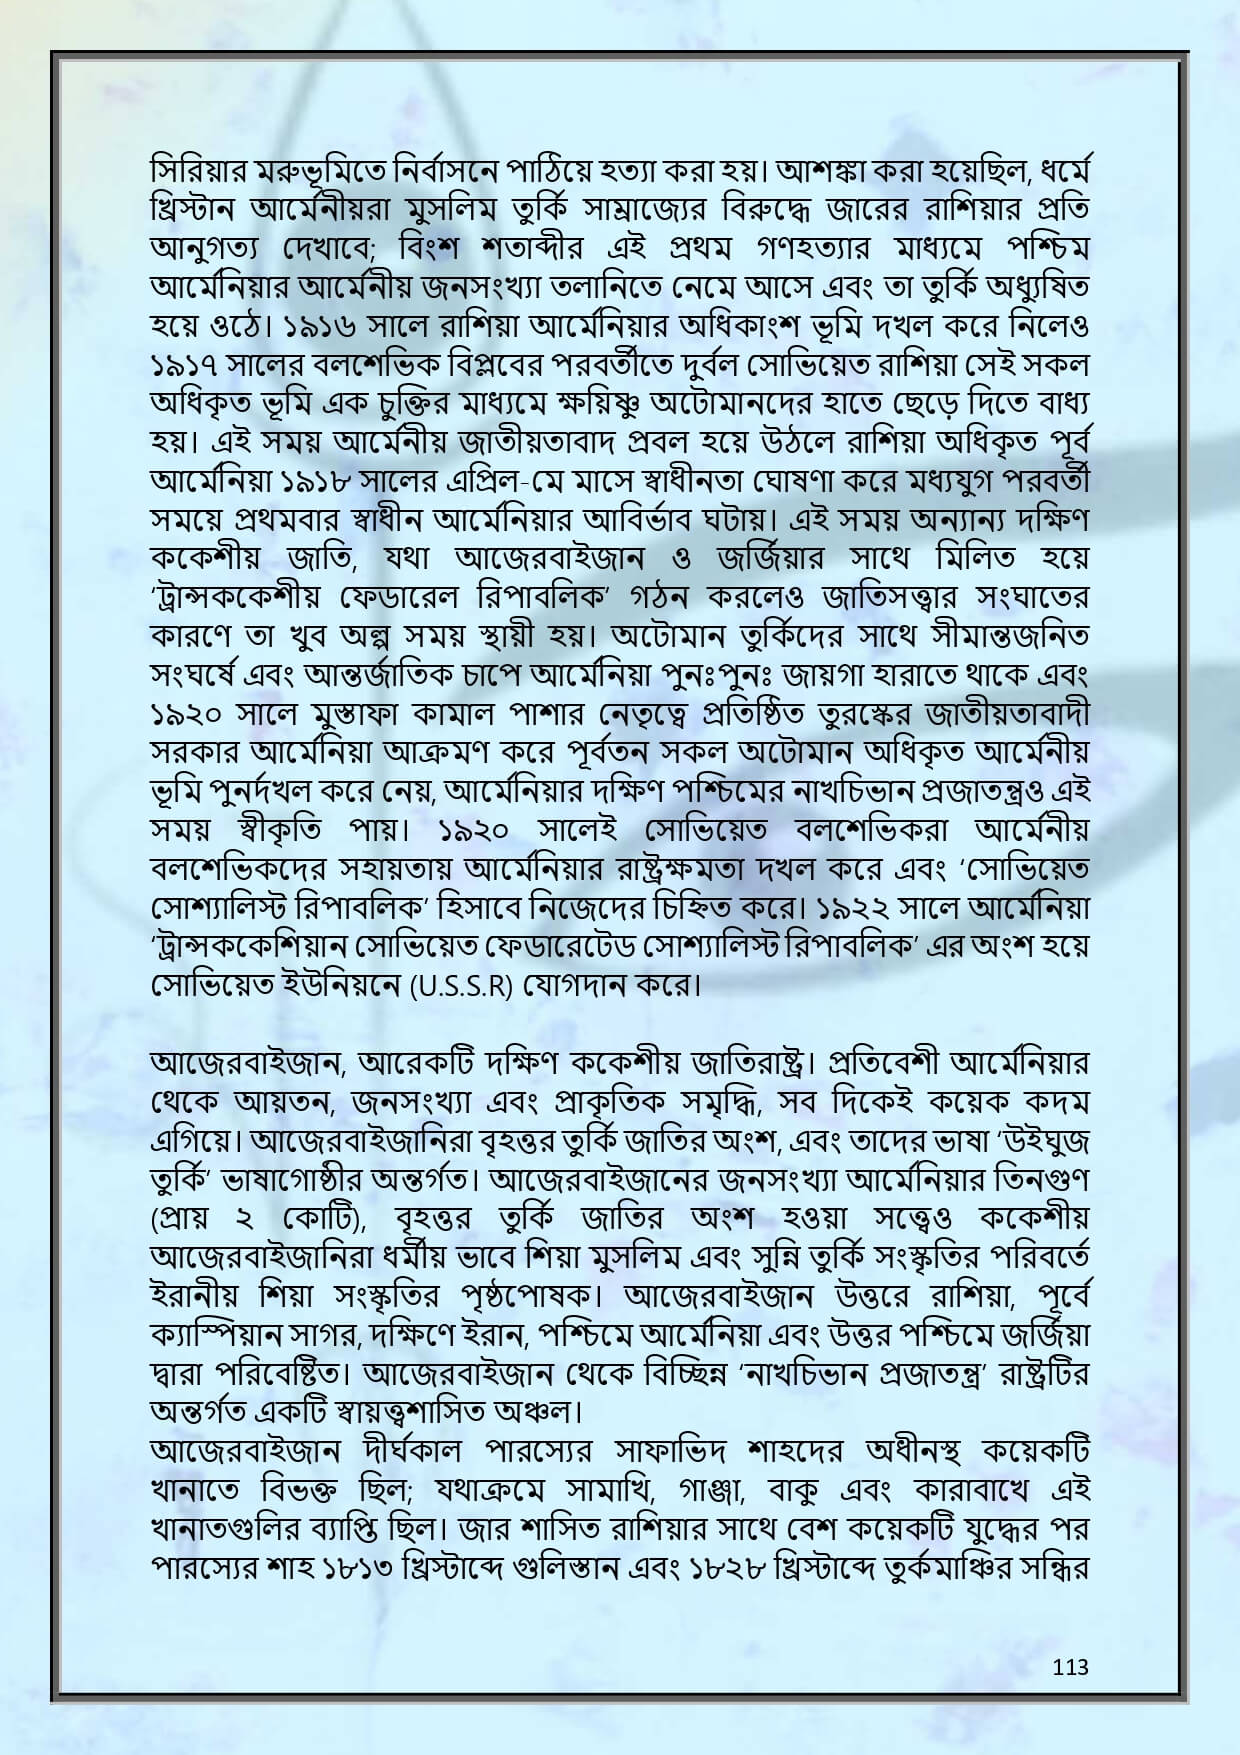 সিরিয়ার মরুভূমিতে নির্বাসনে পাঠিয়ে হত্যা করা হয়। আশঙ্কা করা হয়েছিল, ধর্মে
খ্রিস্টান আর্মেনীয়রা মুসলিম তুর্কি সাম্রাজ্যের বিরুদ্ধে জারের রাশিয়ার প্রতি
আনুগত্য দেখাবে; বিংশ শতাব্দীর এই প্রথম গণহত্যার মাধ্যমে পশ্চিম
আর্মেনিয়ার আর্মেনীয় জনসংখ্যা তলানিতে নেমে আসে এবং তা তুর্কি অধ্যুষিত
হয়ে ওঠে। ১৯১৬ সালে রাশিয়া আর্মেনিয়ার অধিকাংশ ভূমি দখল করে নিলেও
১৯১৭ সালের বলশেভিক বিপ্লবের পরবর্তীতে দুর্বল সোভিয়েত রাশিয়া সেই সকল
অধিকৃত ভূমি এক চুক্তির মাধ্যমে ক্ষয়িষ্ণু অটোমানদের হাতে ছেড়ে দিতে বাধ্য
হয়। এই সময় আর্মেনীয় জাতীয়তাবাদ প্রবল হয়ে উঠলে রাশিয়া অধিকৃত পূর্ব
আর্মেনিয়া ১৯১৮ সালের এপ্রিল-মে মাসে স্বাধীনতা ঘোষণা করে মধ্যযুগ পরবর্তী
সময়ে প্রথমবার স্বাধীন আর্মেনিয়ার আবির্ভাব ঘটায়। এই সময় অন্যান্য দক্ষিণ
ককেশীয় জাতি, যথা আজেরবাইজান ও জর্জিয়ার সাথে মিলিত হয়ে
‘ট্রান্সককেশীয় ফেডারেল রিপাবলিক’ গঠন করলেও জাতিসত্ত্বার সংঘাতের
কারণে তা খুব অল্প সময় স্থায়ী হয়। অটোমান তুর্কিদের সাথে সীমান্তজনিত
সংঘর্ষে এবং আন্তর্জাতিক চাপে আর্মেনিয়া পুনঃপুনঃ জায়গা হারাতে থাকে এবং
১৯২০ সালে মুস্তাফা কামাল পাশার নেতৃত্বে প্রতিষ্ঠিত তুরস্কের জাতীয়তাবাদী
সরকার আর্মেনিয়া আক্রমণ করে পূর্বতন সকল অটোমান অধিকৃত আর্মেনীয়
ভূমি পুনর্দখল করে নেয়, আর্মেনিয়ার দক্ষিণ পশ্চিমের নাখচিভান প্রজাতন্ত্রও এই
সময় স্বীকৃতি পায়। ১৯২০ সালেই সোভিয়েত বলশেভিকরা আর্মেনীয়
বলশেভিকদের সহায়তায় আর্মেনিয়ার রাষ্ট্রক্ষমতা দখল করে এবং ‘সোভিয়েত
সোশ্যালিস্ট রিপাবলিক’ হিসাবে নিজেদের চিহ্নিত করে। ১৯২২ সালে আর্মেনিয়া
‘ট্রান্সককেশিয়ান সোভিয়েত ফেডারেটেড সোশ্যালিস্ট রিপাবলিক’ এর অংশ হয়ে
সোভিয়েত ইউনিয়নে (U.S.S.R) যোগদান করে।
আজেরবাইজান, আরেকটি দক্ষিণ ককেশীয় জাতিরাষ্ট্র। প্রতিবেশী আর্মেনিয়ার
থেকে আয়তন, জনসংখ্যা এবং প্রাকৃতিক সমৃদ্ধি, সব দিকেই কয়েক কদম
এগিয়ে। আজেরবাইজানিরা বৃহত্তর তুর্কি জাতির অংশ, এবং তাদের ভাষা ‘উইঘুজ
তুর্কি’ ভাষাগোষ্ঠীর অন্তর্গত। আজেরবাইজানের জনসংখ্যা আর্মেনিয়ার তিনগুণ
(প্রায় ২ কোটি), বৃহত্তর তুর্কি জাতির অংশ হওয়া সত্ত্বেও ককেশীয়
আজেরবাইজানিরা ধর্মীয় ভাবে শিয়া মুসলিম এবং সুন্নি তুর্কি সংস্কৃতির পরিবর্তে
ইরানীয় শিয়া সংস্কৃতির পৃষ্ঠপোষক। আজেরবাইজান উত্তরে রাশিয়া, পূর্বে
ক্যাস্পিয়ান সাগর, দক্ষিণে ইরান, পশ্চিমে আর্মেনিয়া এবং উত্তর পশ্চিমে জর্জিয়া
দ্বারা পরিবেষ্টিত। আজেরবাইজান থেকে বিচ্ছিন্ন ‘নাখচিভান প্রজাতন্ত্র’ রাষ্ট্রটির
অন্তর্গত একটি স্বায়ত্ত্বশাসিত অঞ্চল।
আজেরবাইজান দীর্ঘকাল পারস্যের সাফাভিদ শাহদের অধীনস্থ কয়েকটি
খানাতে বিভক্ত ছিল; যথাক্রমে সামাখি, গাঞ্জা, বাকু এবং কারাবাখে এই
খানাতগুলির ব্যাপ্তি ছিল। জার শাসিত রাশিয়ার সাথে বেশ কয়েকটি যুদ্ধের পর
পারস্যের শাহ ১৮১৩ খ্রিস্টাব্দে গুলিস্তান এবং ১৮২৮ খ্রিস্টাব্দে তুর্কমাঞ্চির সন্ধির
113